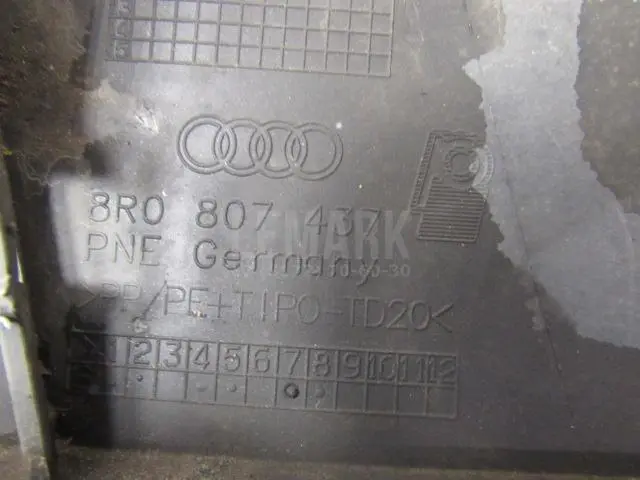 8R0 807 437
PNE Germany
>PP/PE+TIPO-TD20<
1 2 3 4 5 6 7 8 9 10 11 12